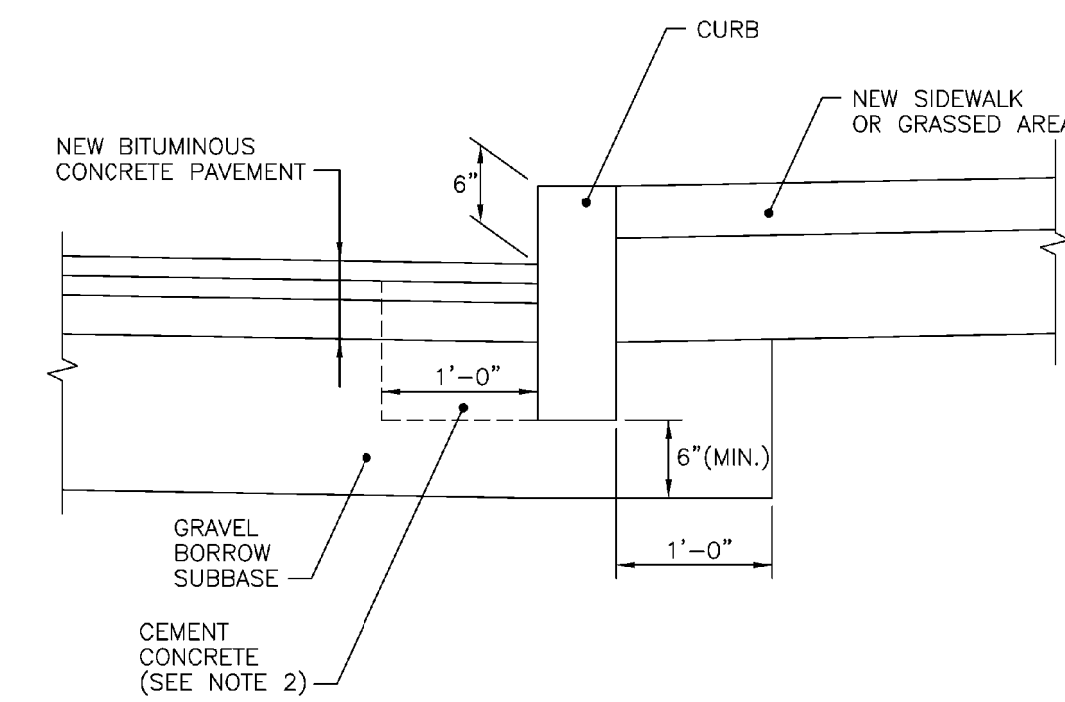 CURB
NEW SIDEWALK
OR GRASSED AREA
NEW BITUMINOUS
CONCRETE PAVEMENT
6"
1'-0"
6"(MIN.)
1'-0"
GRAVEL
BORROW
SUBBASE
CEMENT
CONCRETE
(SEE NOTE 2)